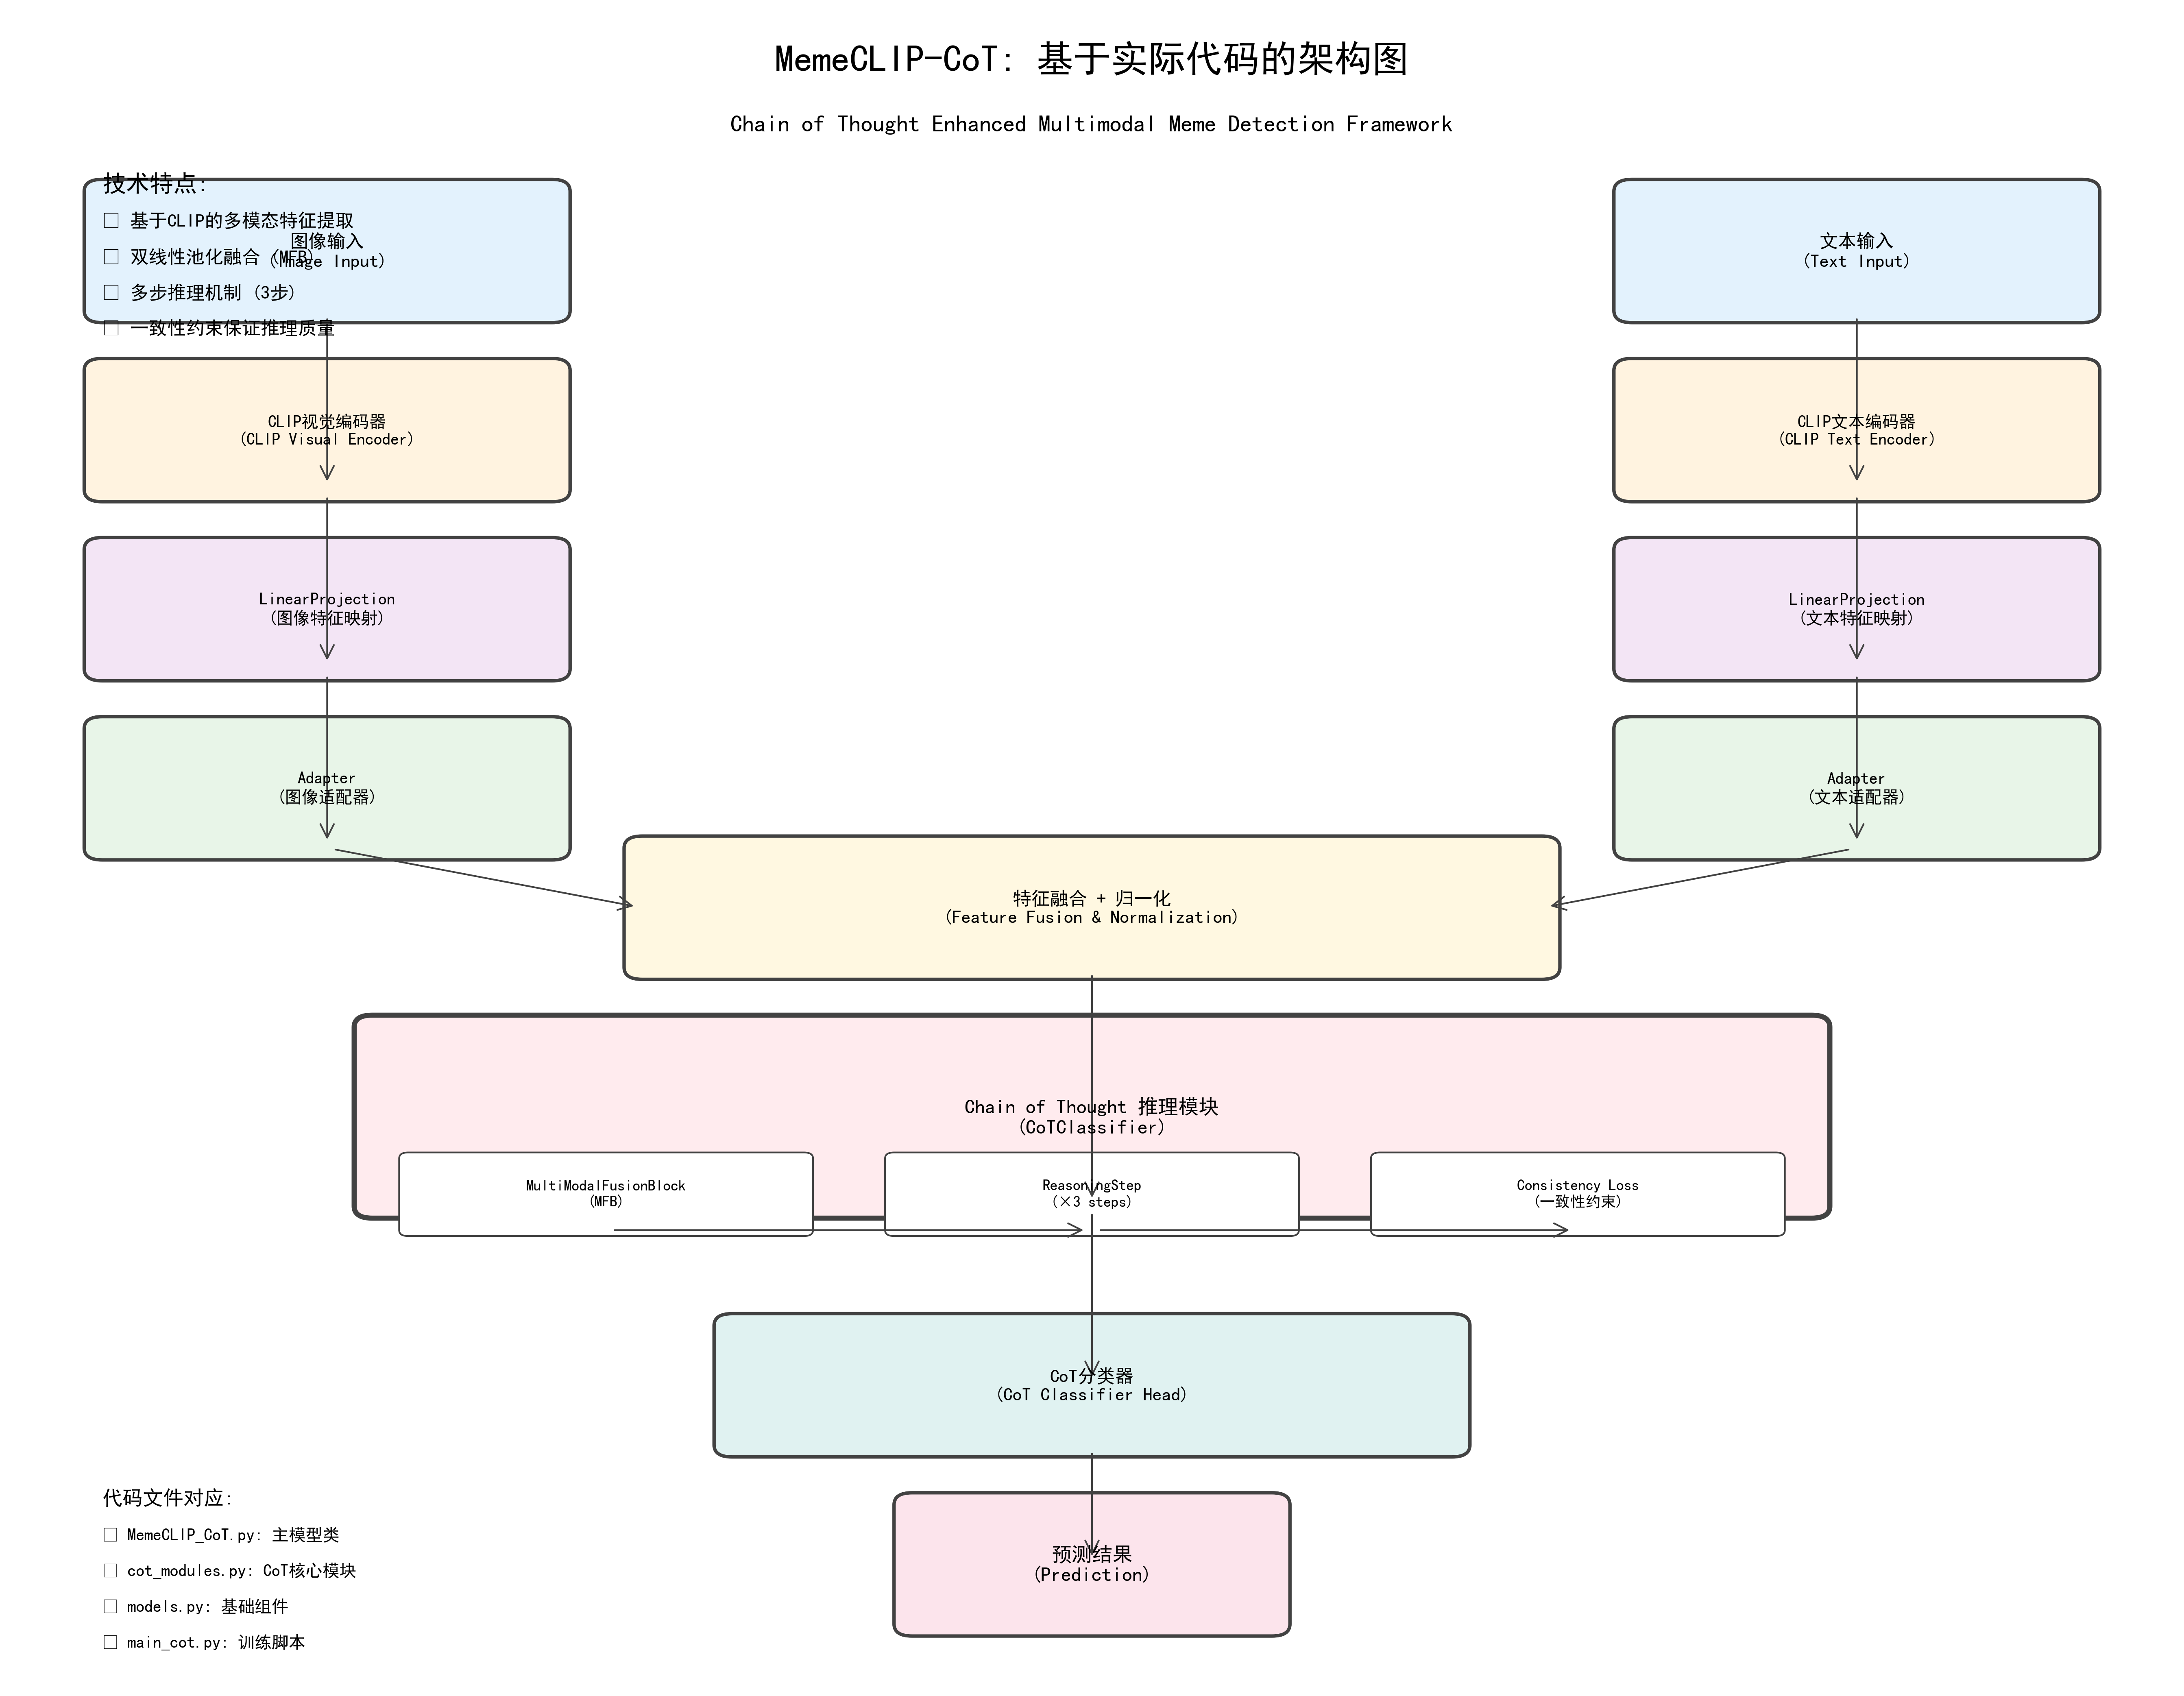 MemeCLIP-CoT: 基于实际代码的架构图
Chain of Thought Enhanced Multimodal Meme Detection Framework
技术特点:
□ 基于CLIP的多模态特征提取
□ 双线性池化融合 (MFB)
□ 多步推理机制 (3步)
□ 一致性约束保证推理质量
图像输入
(Image Input)
文本输入
(Text Input)
CLIP视觉编码器
(CLIP Visual Encoder)
CLIP文本编码器
(CLIP Text Encoder)
LinearProjection
(图像特征映射)
LinearProjection
(文本特征映射)
Adapter
(图像适配器)
Adapter
(文本适配器)
特征融合 + 归一化
(Feature Fusion & Normalization)
Chain of Thought 推理模块
(CoTClassifier)
MultiModalFusionBlock
(MFB)
ReasoningStep
(×3 steps)
Consistency Loss
(一致性约束)
CoT分类器
(CoT Classifier Head)
预测结果
(Prediction)
代码文件对应:
□ MemeCLIP_CoT.py: 主模型类
□ cot_modules.py: CoT核心模块
□ models.py: 基础组件
□ main_cot.py: 训练脚本